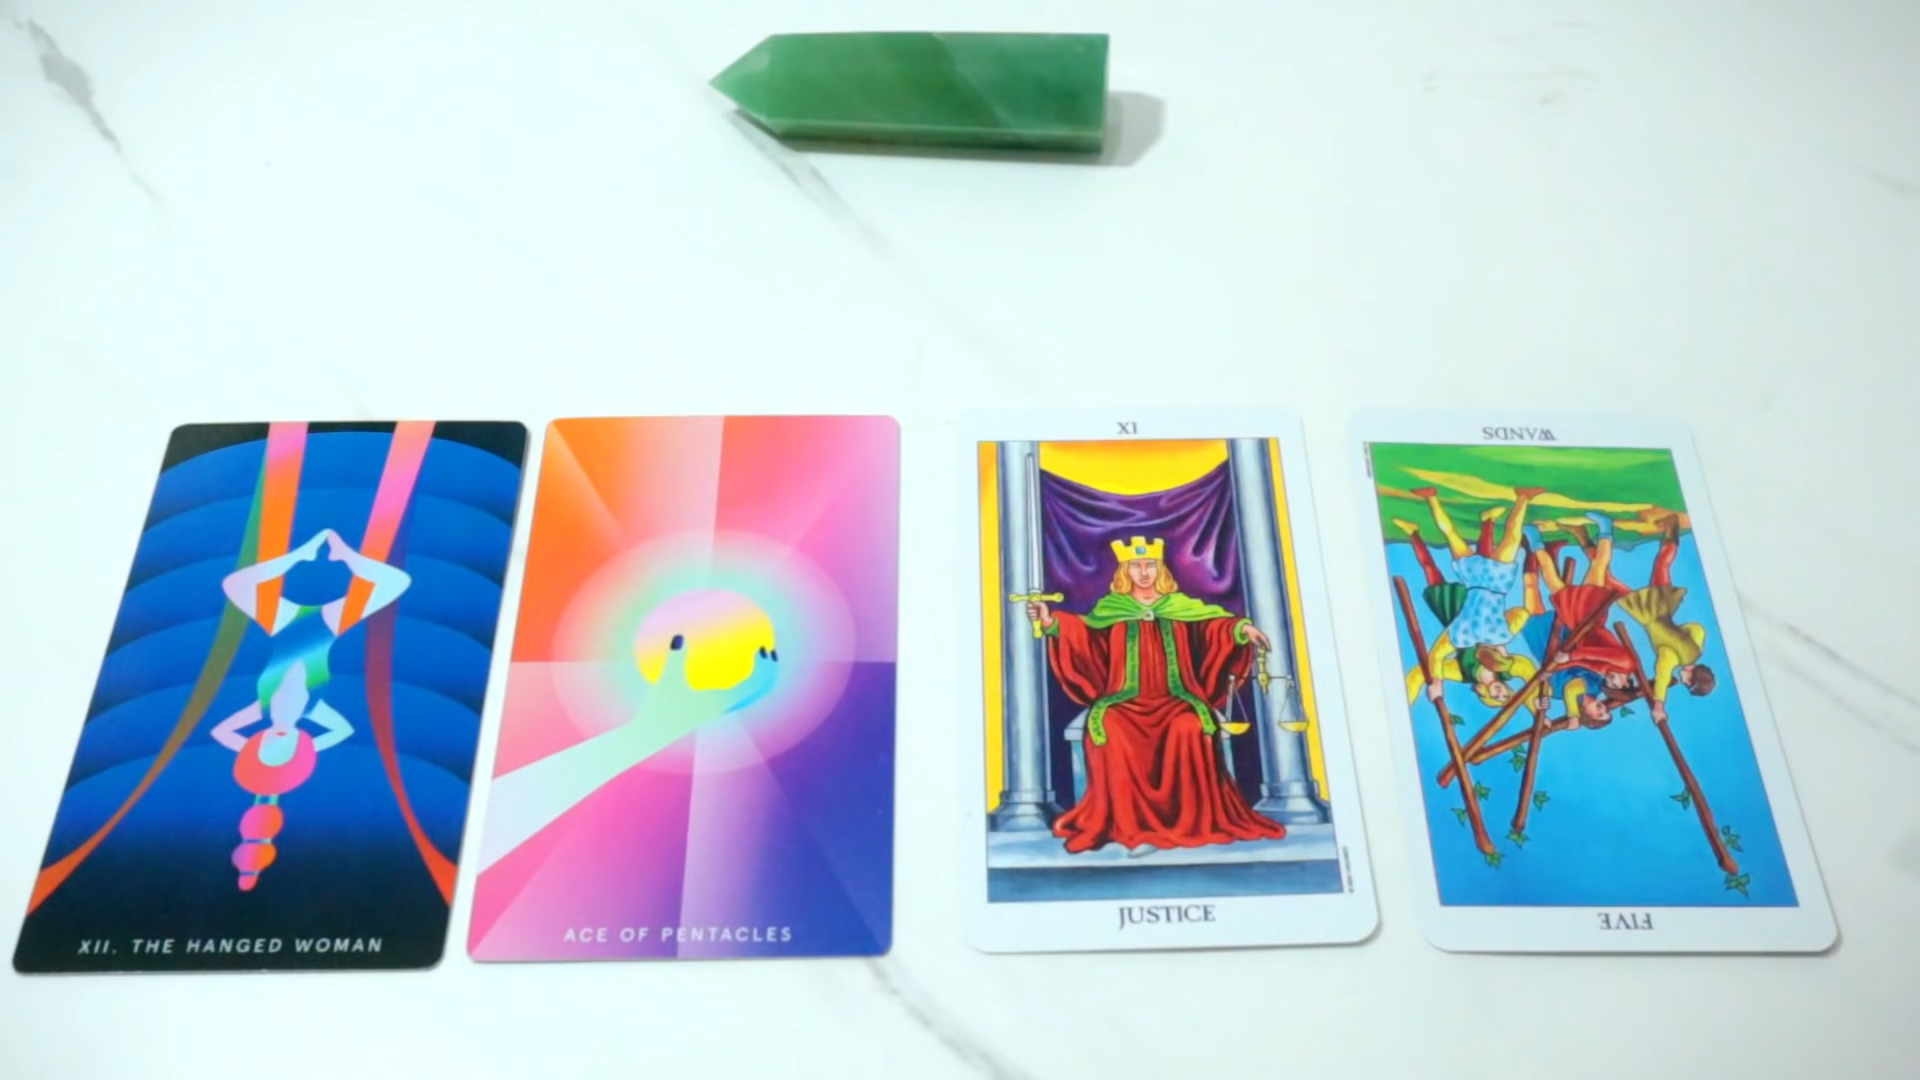 XII. THE HANGED WOMAN
ACE OF PENTACLES
XI
JUSTICE
WANDS
FIVE